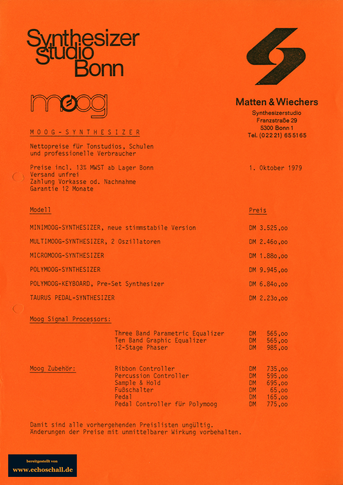 Synthesizer
Studio
Bonn
moog
Matten & Wiechers
Synthesizerstudio
Franzstraße 29
5300 Bonn 1
Tel. (0 22 21) 65 51 65
MOOG-SYNTHESIZER
Nettopreise für Tonstudios, Schulen
und professionelle Verbraucher
Preise incl. 13% MWST ab Lager Bonn
Versand unfrei
Zahlung Vorkasse od. Nachnahme
Garantie 12 Monate
1. Oktober 1979
Modell Preis
MINIMOOG-SYNTHESIZER, neue stimmstabile Version DM 3.525,oo
MULTIMOOG-SYNTHESIZER, 2 Oszillatoren DM 2.46o,oo
MICROMOOG-SYNTHESIZER DM 1.88o,oo
POLYMOOG-SYNTHESIZER DM 9.945,oo
POLYMOOG-KEYBOARD, Pre-Set Synthesizer DM 6.84o,oo
TAURUS PEDAL-SYNTHESIZER DM 2.23o,oo
Moog Signal Processors:
Three Band Parametric Equalizer DM 565,oo
Ten Band Graphic Equalizer DM 565,oo
12-Stage Phaser DM 985,oo
Moog Zubehör: Ribbon Controller DM 735,oo
Percussion Controller DM 595,oo
Sample & Hold DM 695,oo
Fußschalter DM 65,oo
Pedal DM 165,oo
Pedal Controller für Polymoog DM 775,oo
Damit sind alle vorhergehenden Preislisten ungültig.
Änderungen der Preise mit unmittelbarer Wirkung vorbehalten.
bereitgestellt von
www.echoschall.de